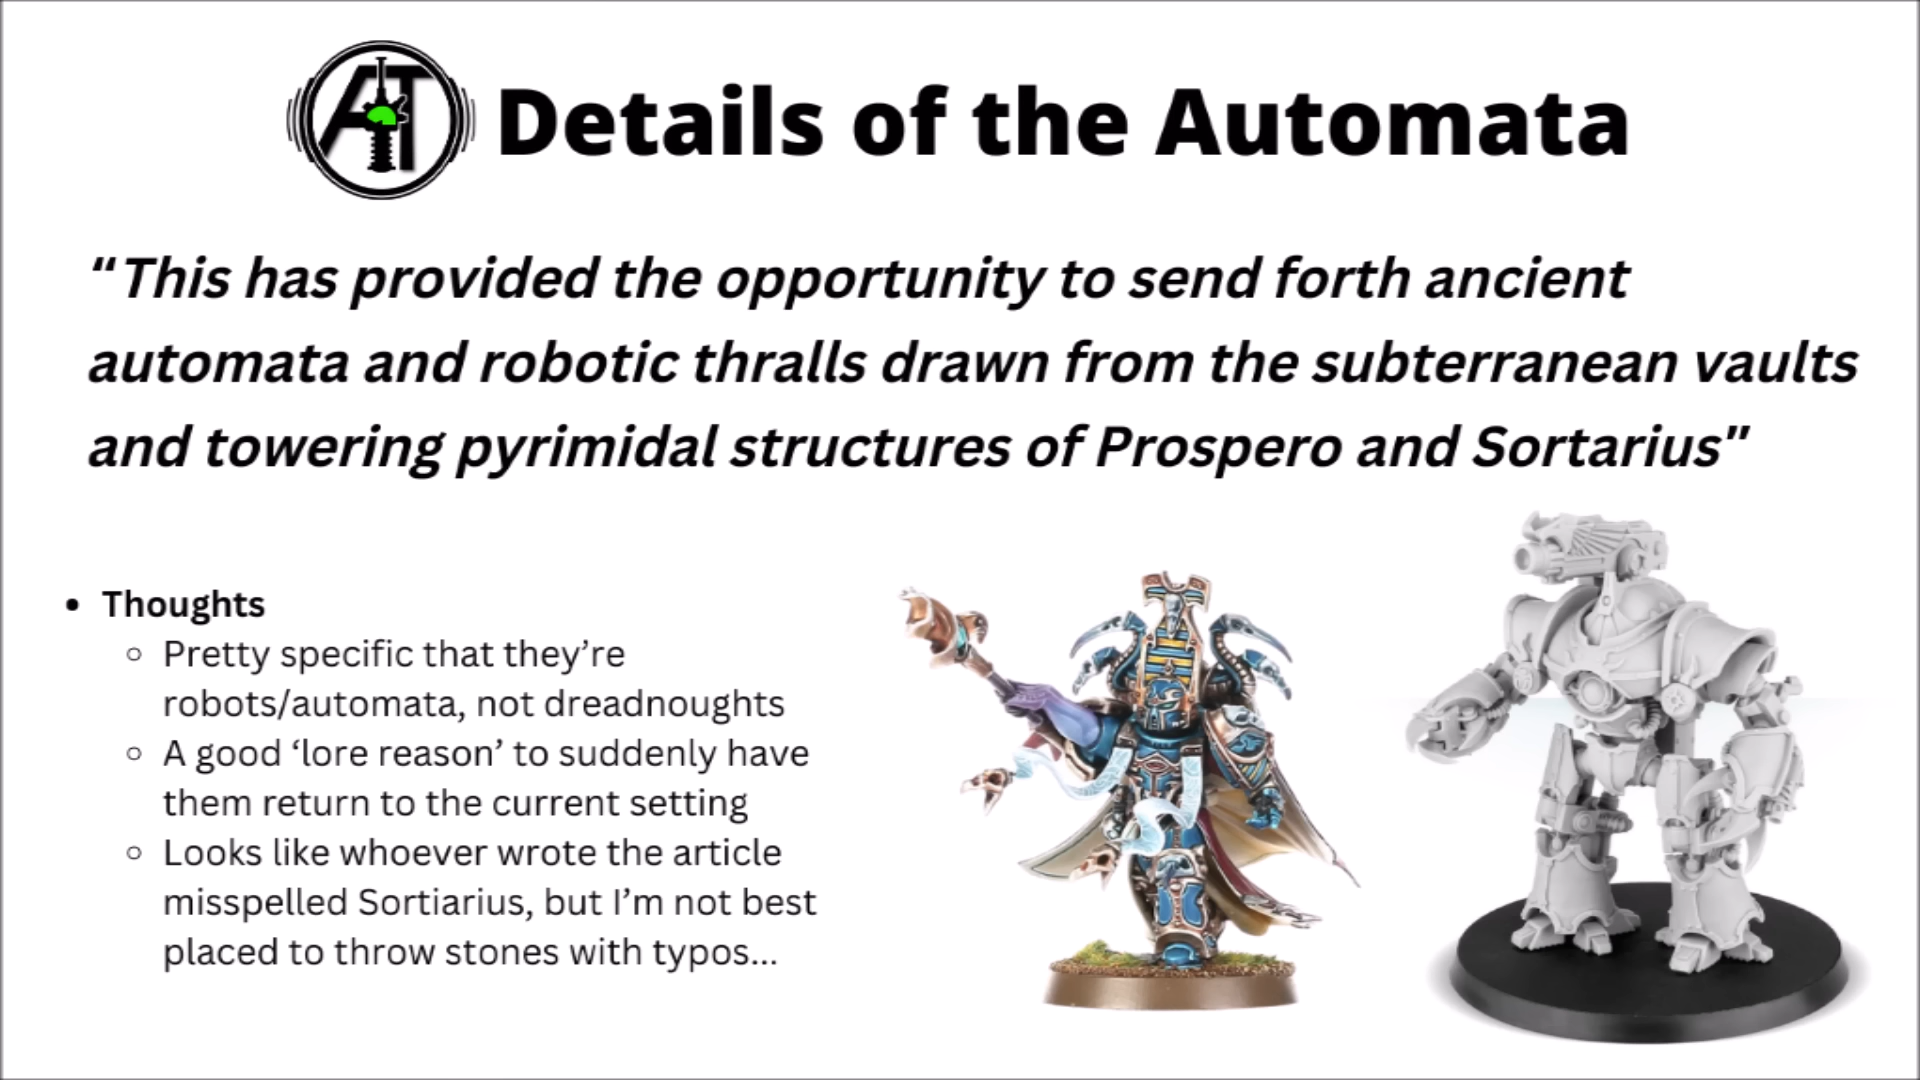 AT Details of the Automata
“This has provided the opportunity to send forth ancient
automata and robotic thralls drawn from the subterranean vaults
and towering pyrimidal structures of Prospero and Sortarius”
• Thoughts
○ Pretty specific that they’re
robots/automata, not dreadnoughts
○ A good ‘lore reason’ to suddenly have
them return to the current setting
○ Looks like whoever wrote the article
misspelled Sortiarius, but I’m not best
placed to throw stones with typos...